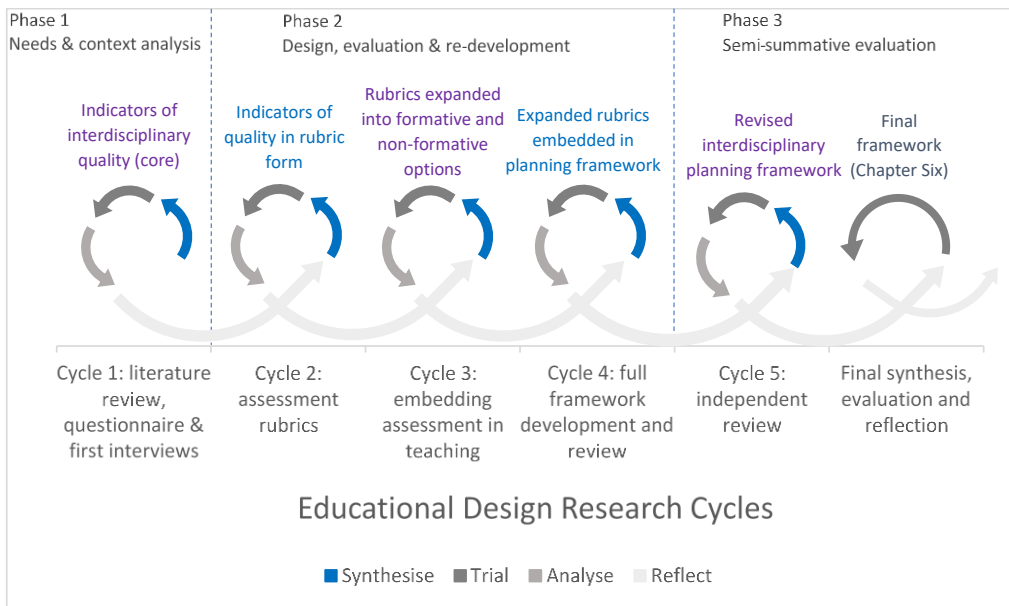 Phase 1
Needs & context analysis
Phase 2
Design, evaluation & re-development
Phase 3
Semi-summative evaluation
Indicators of
interdisciplinary
quality (core)
Indicators of
quality in rubric
form
Rubrics expanded
into formative and
non-formative
options
Expanded rubrics
embedded in
planning framework
Revised
interdisciplinary
planning framework
Final
framework
(Chapter Six)
Cycle 1: literature
review,
questionnaire &
first interviews
Cycle 2:
assessment
rubrics
Cycle 3:
embedding
assessment in
teaching
Cycle 4: full
framework
development and
review
Cycle 5:
independent
review
Final synthesis,
evaluation and
reflection
Educational Design Research Cycles
Synthesise Trial Analyse Reflect